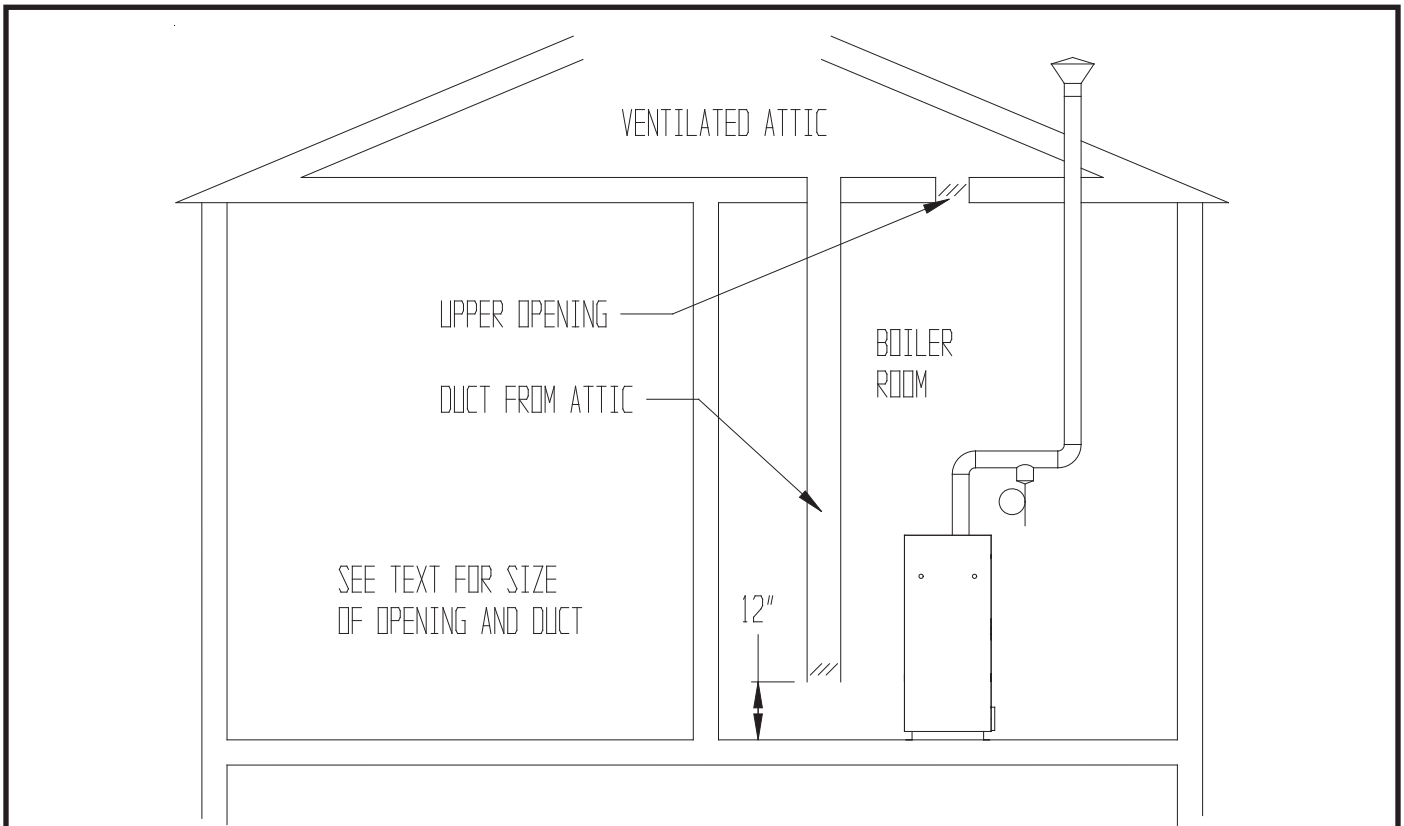 VENTILATED ATTIC
UPPER OPENING
BOILER
ROOM
DUCT FROM ATTIC
SEE TEXT FOR SIZE
OF OPENING AND DUCT
12"